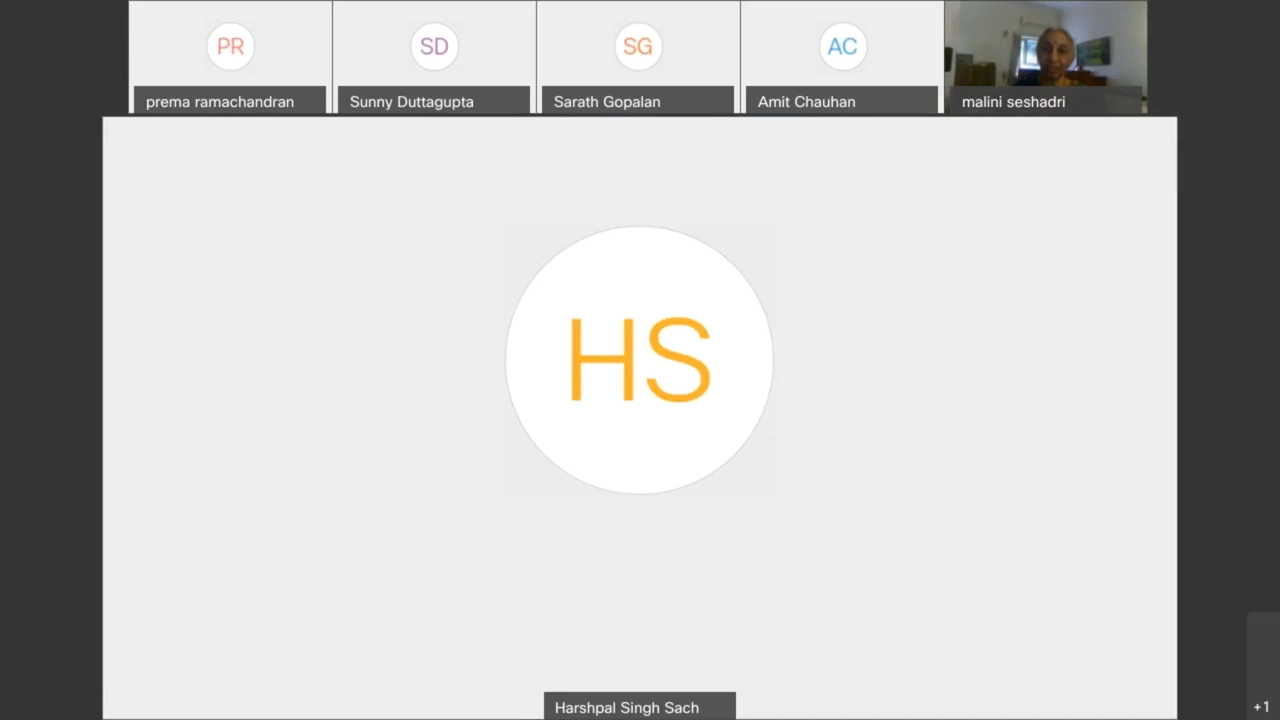 PR
SD
SG
AC
prema ramachandran
Sunny Duttagupta
Sarath Gopalan
Amit Chauhan
malini seshadri
HS
Harshpal Singh Sach
+1